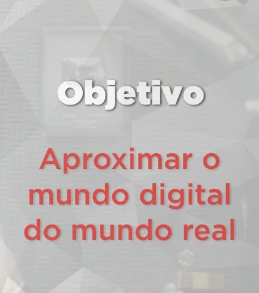 Objetivo
Aproximar o
mundo digital
do mundo real